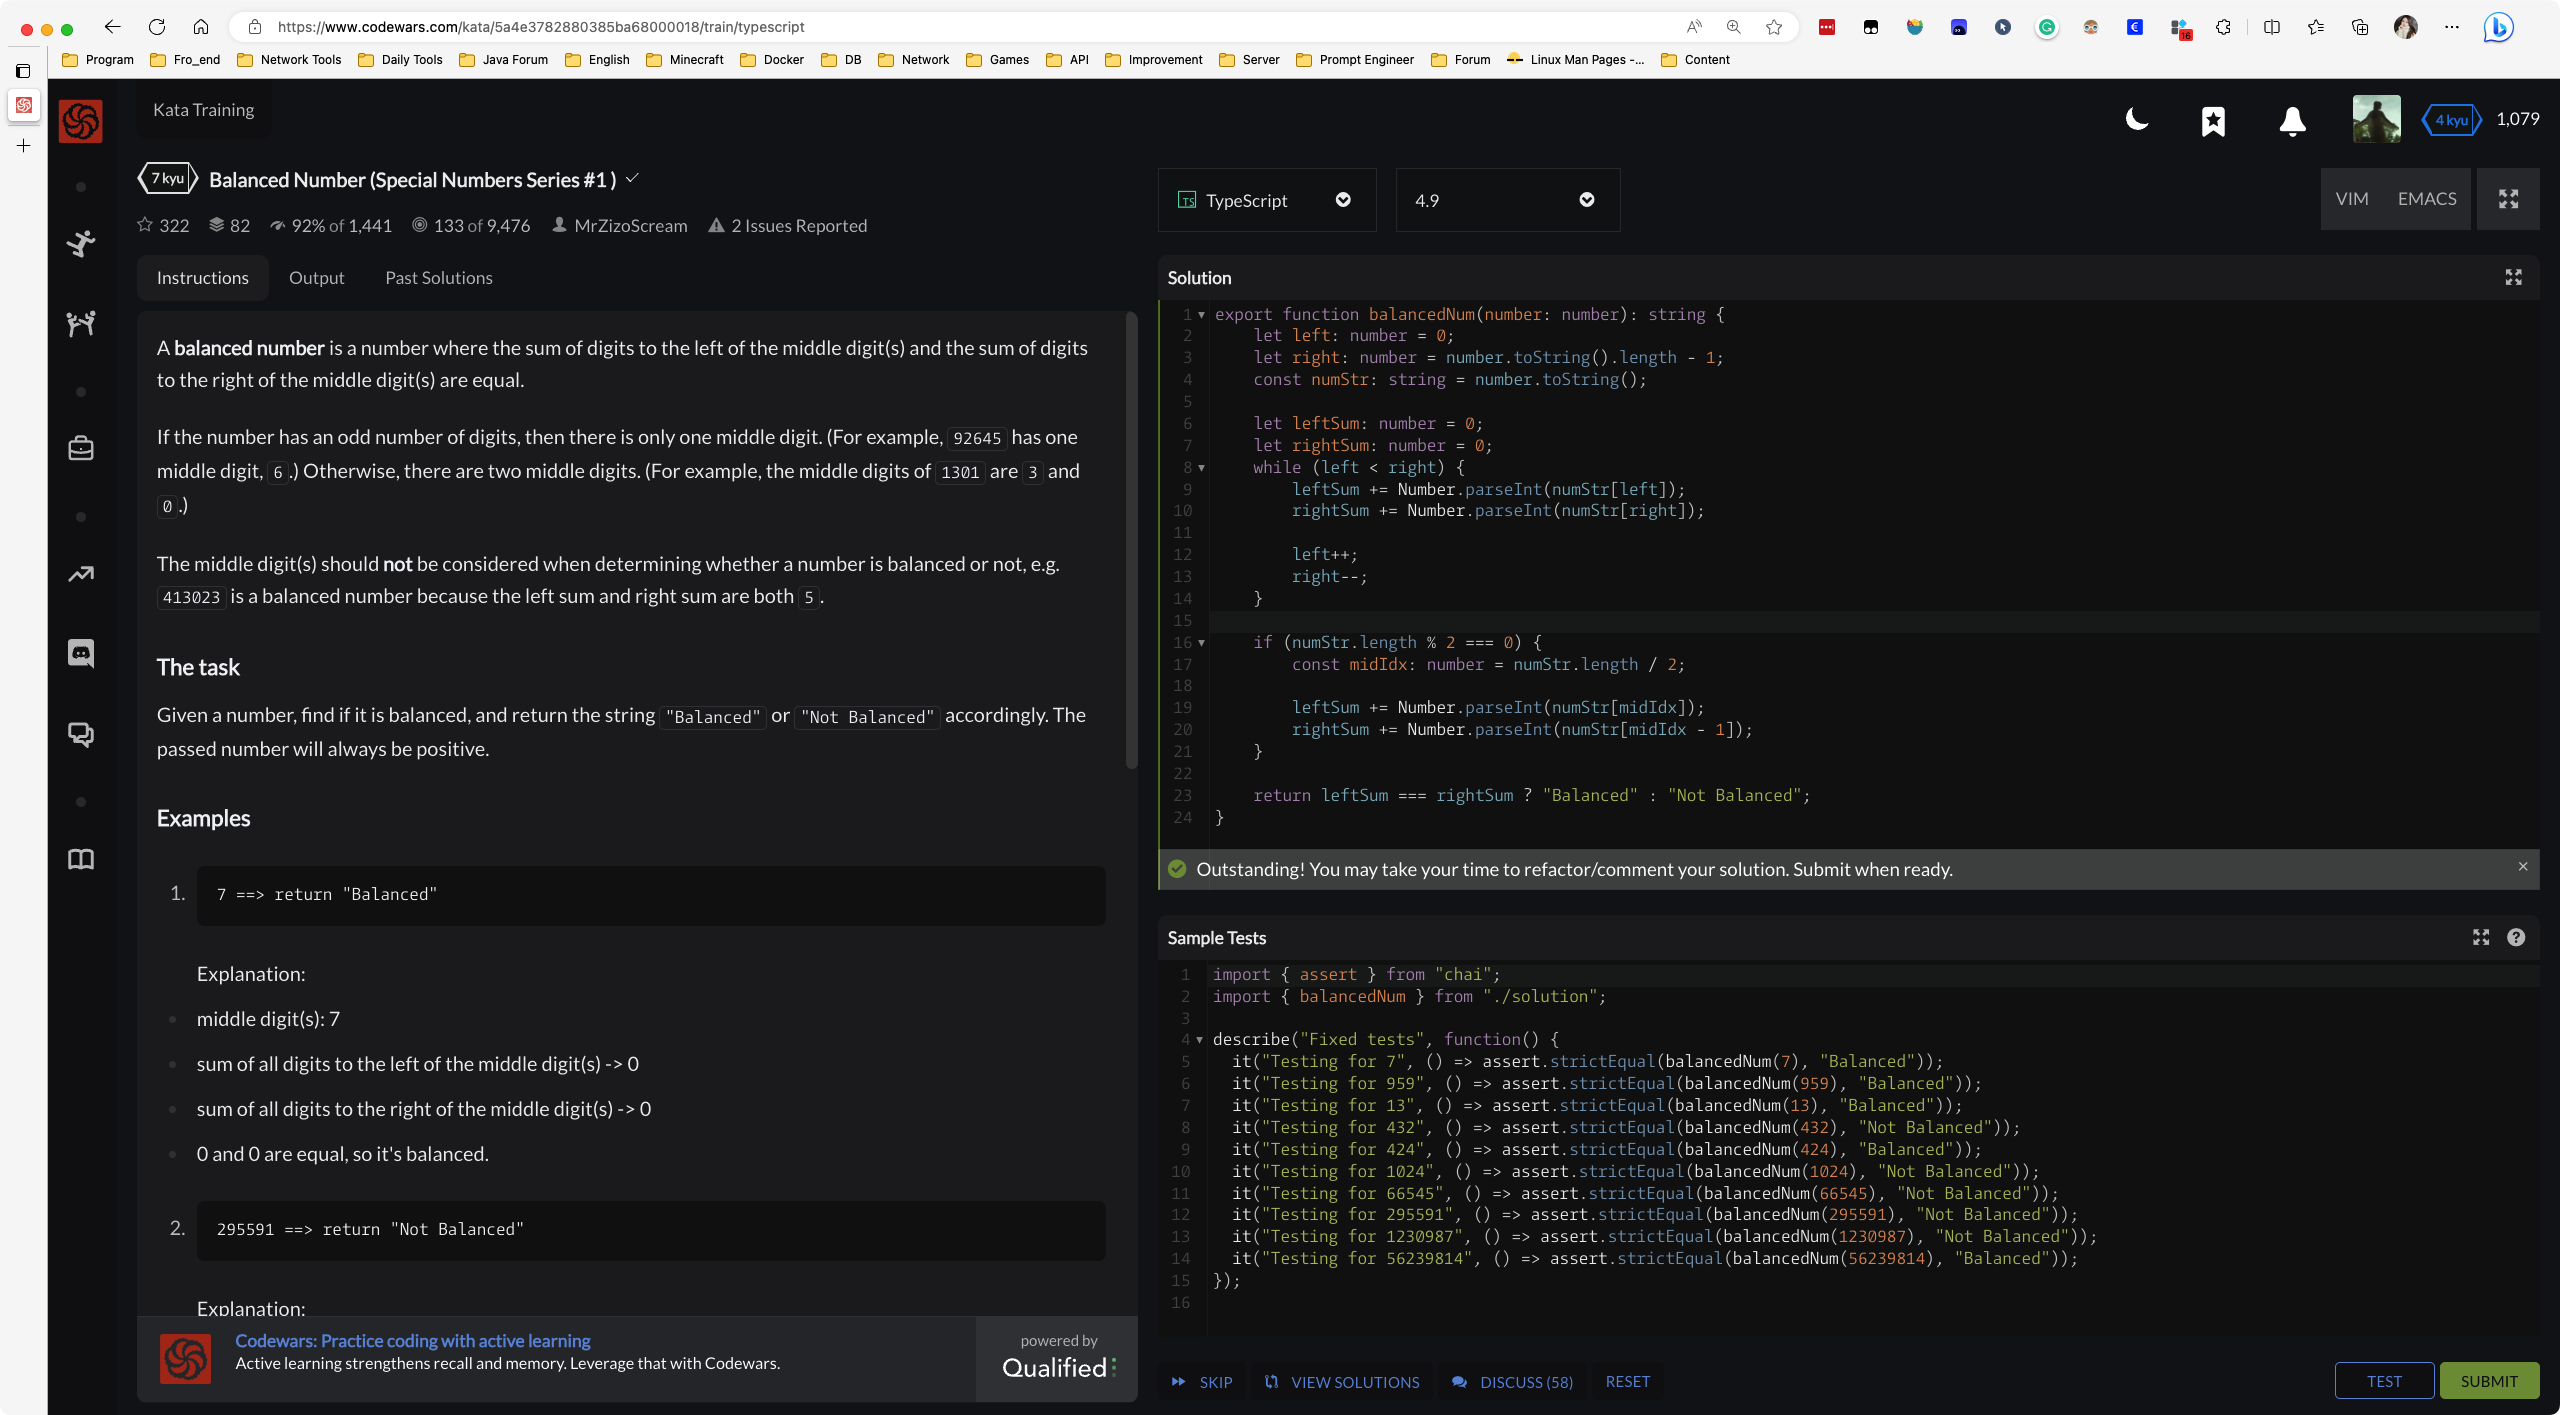 https://www.codewars.com/kata/5a4e3782880385ba68000018/train/typescript
16
Program Fro_end Network Tools Daily Tools Java Forum English Minecraft Docker DB Network Games API Improvement Server Prompt Engineer Forum Linux Man Pages -... Content
Kata Training
4 kyu 1,079
7 kyu Balanced Number (Special Numbers Series #1 )
322 82 92% of 1,441 133 of 9,476 MrZizoScream 2 Issues Reported
TypeScript 4.9 VIM EMACS
Instructions Output Past Solutions
A balanced number is a number where the sum of digits to the left of the middle digit(s) and the sum of digits
to the right of the middle digit(s) are equal.
If the number has an odd number of digits, then there is only one middle digit. (For example, 92645 has one
middle digit, 6.) Otherwise, there are two middle digits. (For example, the middle digits of 1301 are 3 and
0.)
The middle digit(s) should not be considered when determining whether a number is balanced or not, e.g.
413023 is a balanced number because the left sum and right sum are both 5.
The task
Given a number, find if it is balanced, and return the string "Balanced" or "Not Balanced" accordingly. The
passed number will always be positive.
Examples
1. 7 ==> return "Balanced"
Explanation:
middle digit(s): 7
sum of all digits to the left of the middle digit(s) -> 0
sum of all digits to the right of the middle digit(s) -> 0
0 and 0 are equal, so it's balanced.
2. 295591 ==> return "Not Balanced"
Explanation:
Codewars: Practice coding with active learning
Active learning strengthens recall and memory. Leverage that with Codewars.
powered by
Qualified
Solution
1 export function balancedNum(number: number): string {
2 let left: number = 0;
3 let right: number = number.toString().length - 1;
4 const numStr: string = number.toString();
5
6 let leftSum: number = 0;
7 let rightSum: number = 0;
8 while (left < right) {
9 leftSum += Number.parseInt(numStr[left]);
10 rightSum += Number.parseInt(numStr[right]);
11
12 left++;
13 right--;
14 }
15
16 if (numStr.length % 2 === 0) {
17 const midIdx: number = numStr.length / 2;
18
19 leftSum += Number.parseInt(numStr[midIdx]);
20 rightSum += Number.parseInt(numStr[midIdx - 1]);
21 }
22
23 return leftSum === rightSum ? "Balanced" : "Not Balanced";
24 }
Outstanding! You may take your time to refactor/comment your solution. Submit when ready.
Sample Tests
1 import { assert } from "chai";
2 import { balancedNum } from "./solution";
3
4 describe("Fixed tests", function() {
5 it("Testing for 7", () => assert.strictEqual(balancedNum(7), "Balanced"));
6 it("Testing for 959", () => assert.strictEqual(balancedNum(959), "Balanced"));
7 it("Testing for 13", () => assert.strictEqual(balancedNum(13), "Balanced"));
8 it("Testing for 432", () => assert.strictEqual(balancedNum(432), "Not Balanced"));
9 it("Testing for 424", () => assert.strictEqual(balancedNum(424), "Balanced"));
10 it("Testing for 1024", () => assert.strictEqual(balancedNum(1024), "Not Balanced"));
11 it("Testing for 66545", () => assert.strictEqual(balancedNum(66545), "Not Balanced"));
12 it("Testing for 295591", () => assert.strictEqual(balancedNum(295591), "Not Balanced"));
13 it("Testing for 1230987", () => assert.strictEqual(balancedNum(1230987), "Not Balanced"));
14 it("Testing for 56239814", () => assert.strictEqual(balancedNum(56239814), "Balanced"));
15 });
16
SKIP VIEW SOLUTIONS DISCUSS (58) RESET TEST SUBMIT